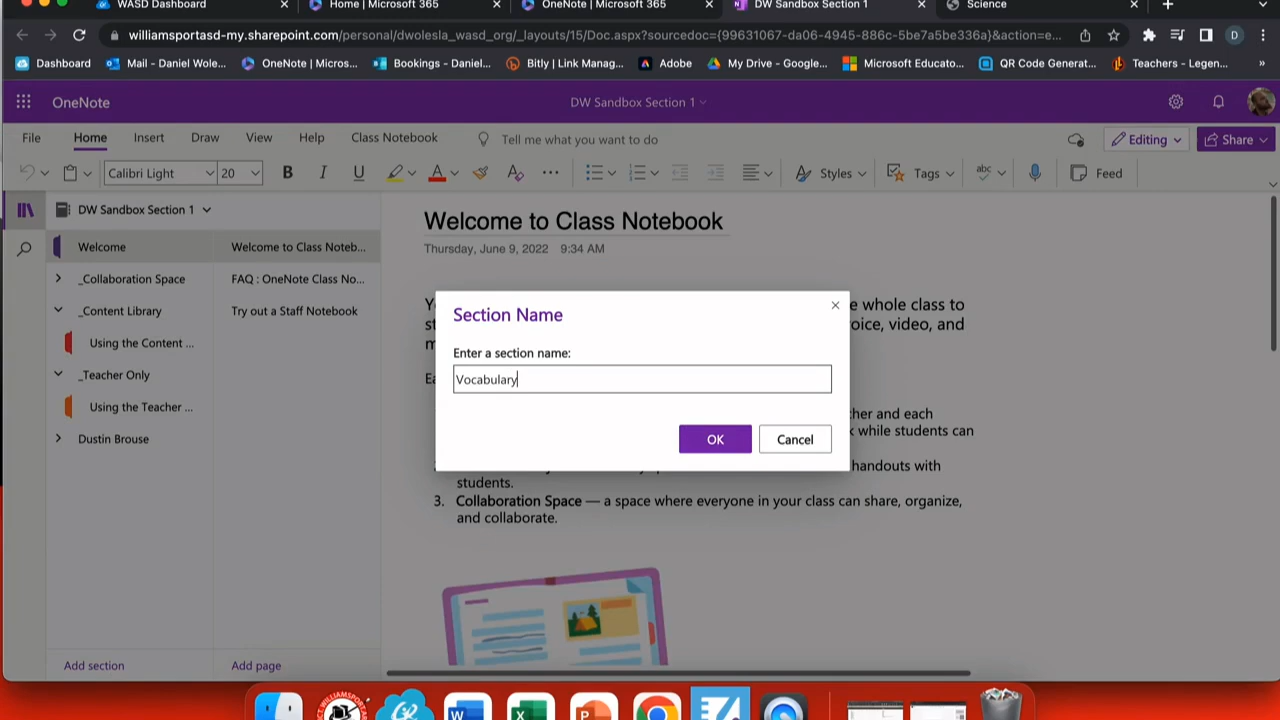 WASD Dashboard
Home | Microsoft 365
OneNote | Microsoft 365
DW Sandbox Section 1
Science
williamsportasd-my.sharepoint.com/personal/dwolesla_wasd_org/_layouts/15/Doc.aspx?sourcedoc={99631067-da06-4945-886c-5be7a5be336a}&action=e...
D
Dashboard
Mail - Daniel Wole...
OneNote | Micros...
Bookings - Daniel...
Bitly | Link Manag...
Adobe
My Drive - Google...
Microsoft Educato...
QR Code Generat...
Teachers - Legen...
»
OneNote
DW Sandbox Section 1
File
Home
Insert
Draw
View
Help
Class Notebook
Tell me what you want to do
Editing
Share
Calibri Light
20
B
I
U
A
A
...
Styles
Tags
abc
Feed
DW Sandbox Section 1
Welcome
_Collaboration Space
_Content Library
Using the Content ...
_Teacher Only
Using the Teacher ...
Dustin Brouse
Add section
Welcome to Class Noteb...
FAQ : OneNote Class No...
Try out a Staff Notebook
Add page
Welcome to Class Notebook
Thursday, June 9, 2022 9:34 AM
e whole class to
voice, video, and
Section Name
Enter a section name:
Vocabulary
OK
Cancel
her and each
while students can
handouts with
students.
3. Collaboration Space — a space where everyone in your class can share, organize,
and collaborate.
W
X
P